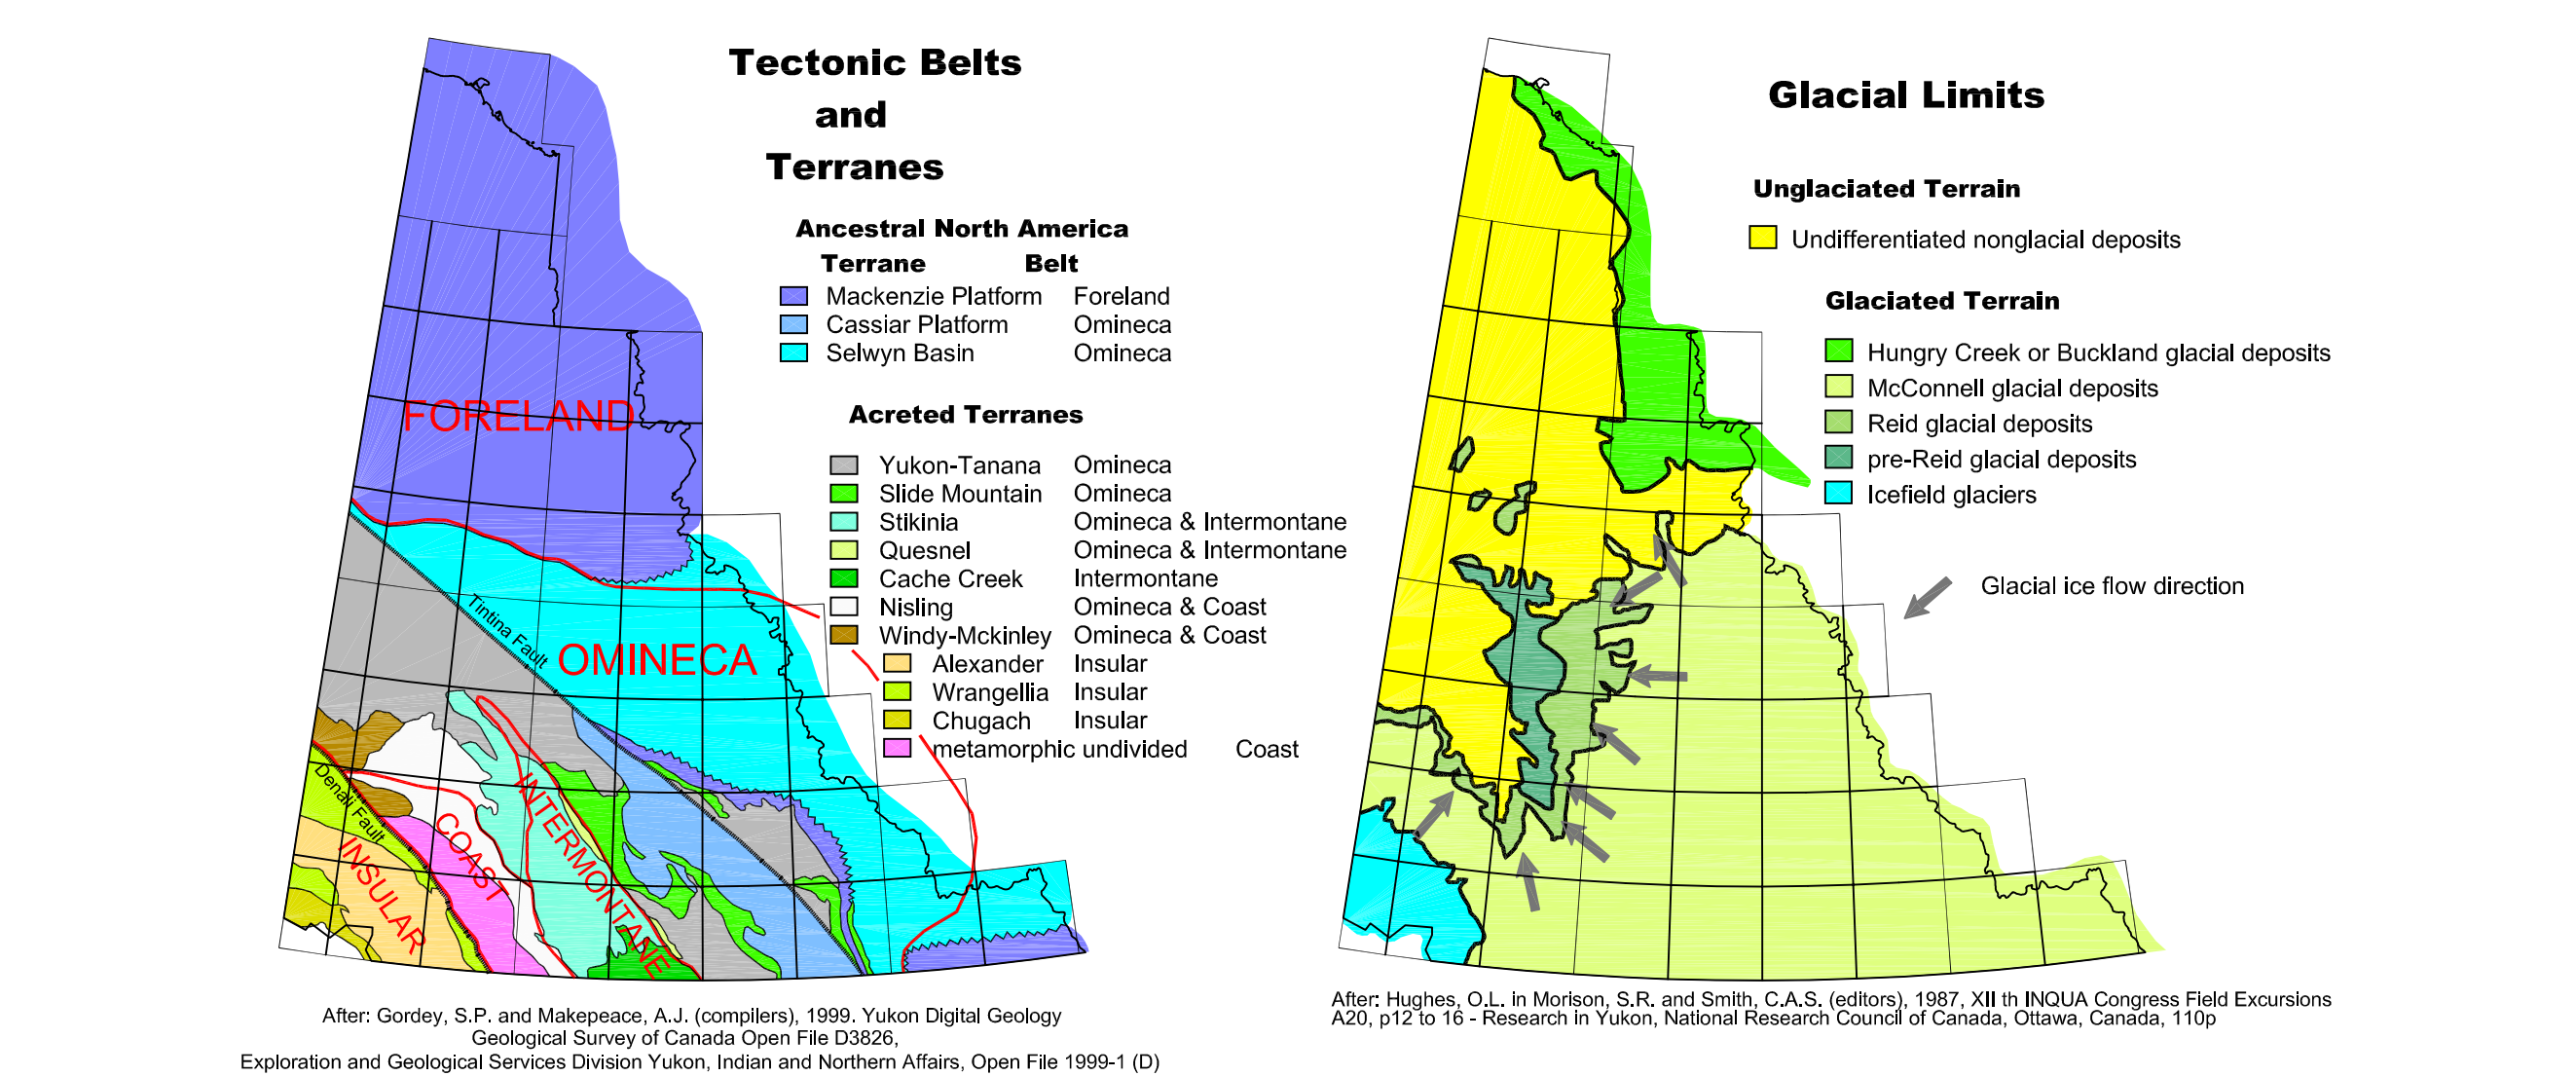 Tectonic Belts
and
Terranes
Ancestral North America
Terrane Belt
Mackenzie Platform Foreland
Cassiar Platform Omineca
Selwyn Basin Omineca
Acreted Terranes
Yukon-Tanana Omineca
Slide Mountain Omineca
Stikinia Omineca & Intermontane
Quesnel Omineca & Intermontane
Cache Creek Intermontane
Nisling Omineca & Coast
Windy-Mckinley Omineca & Coast
Alexander Insular
Wrangellia Insular
Chugach Insular
metamorphic undivided Coast
FORELAND
Tintina Fault
OMINECA
Denali Fault
INSULAR
COAST
INTERMONTANE
After: Gordey, S.P. and Makepeace, A.J. (compilers), 1999. Yukon Digital Geology
Geological Survey of Canada Open File D3826,
Exploration and Geological Services Division Yukon, Indian and Northern Affairs, Open File 1999-1 (D)
Glacial Limits
Unglaciated Terrain
Undifferentiated nonglacial deposits
Glaciated Terrain
Hungry Creek or Buckland glacial deposits
McConnell glacial deposits
Reid glacial deposits
pre-Reid glacial deposits
Icefield glaciers
Glacial ice flow direction
After: Hughes, O.L. in Morison, S.R. and Smith, C.A.S. (editors), 1987, XII th INQUA Congress Field Excursions
A20, p12 to 16 - Research in Yukon, National Research Council of Canada, Ottawa, Canada, 110p